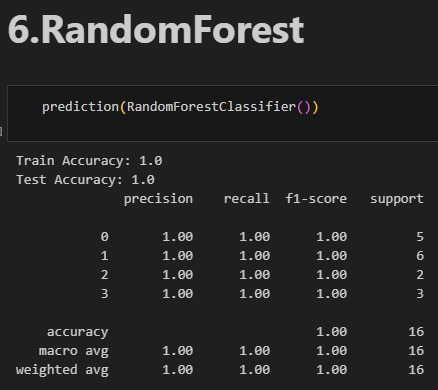 6.RandomForest
prediction(RandomForestClassifier())
Train Accuracy: 1.0
Test Accuracy: 1.0
precision recall f1-score support
0 1.00 1.00 1.00 5
1 1.00 1.00 1.00 6
2 1.00 1.00 1.00 2
3 1.00 1.00 1.00 3
accuracy 1.00 16
macro avg 1.00 1.00 1.00 16
weighted avg 1.00 1.00 1.00 16